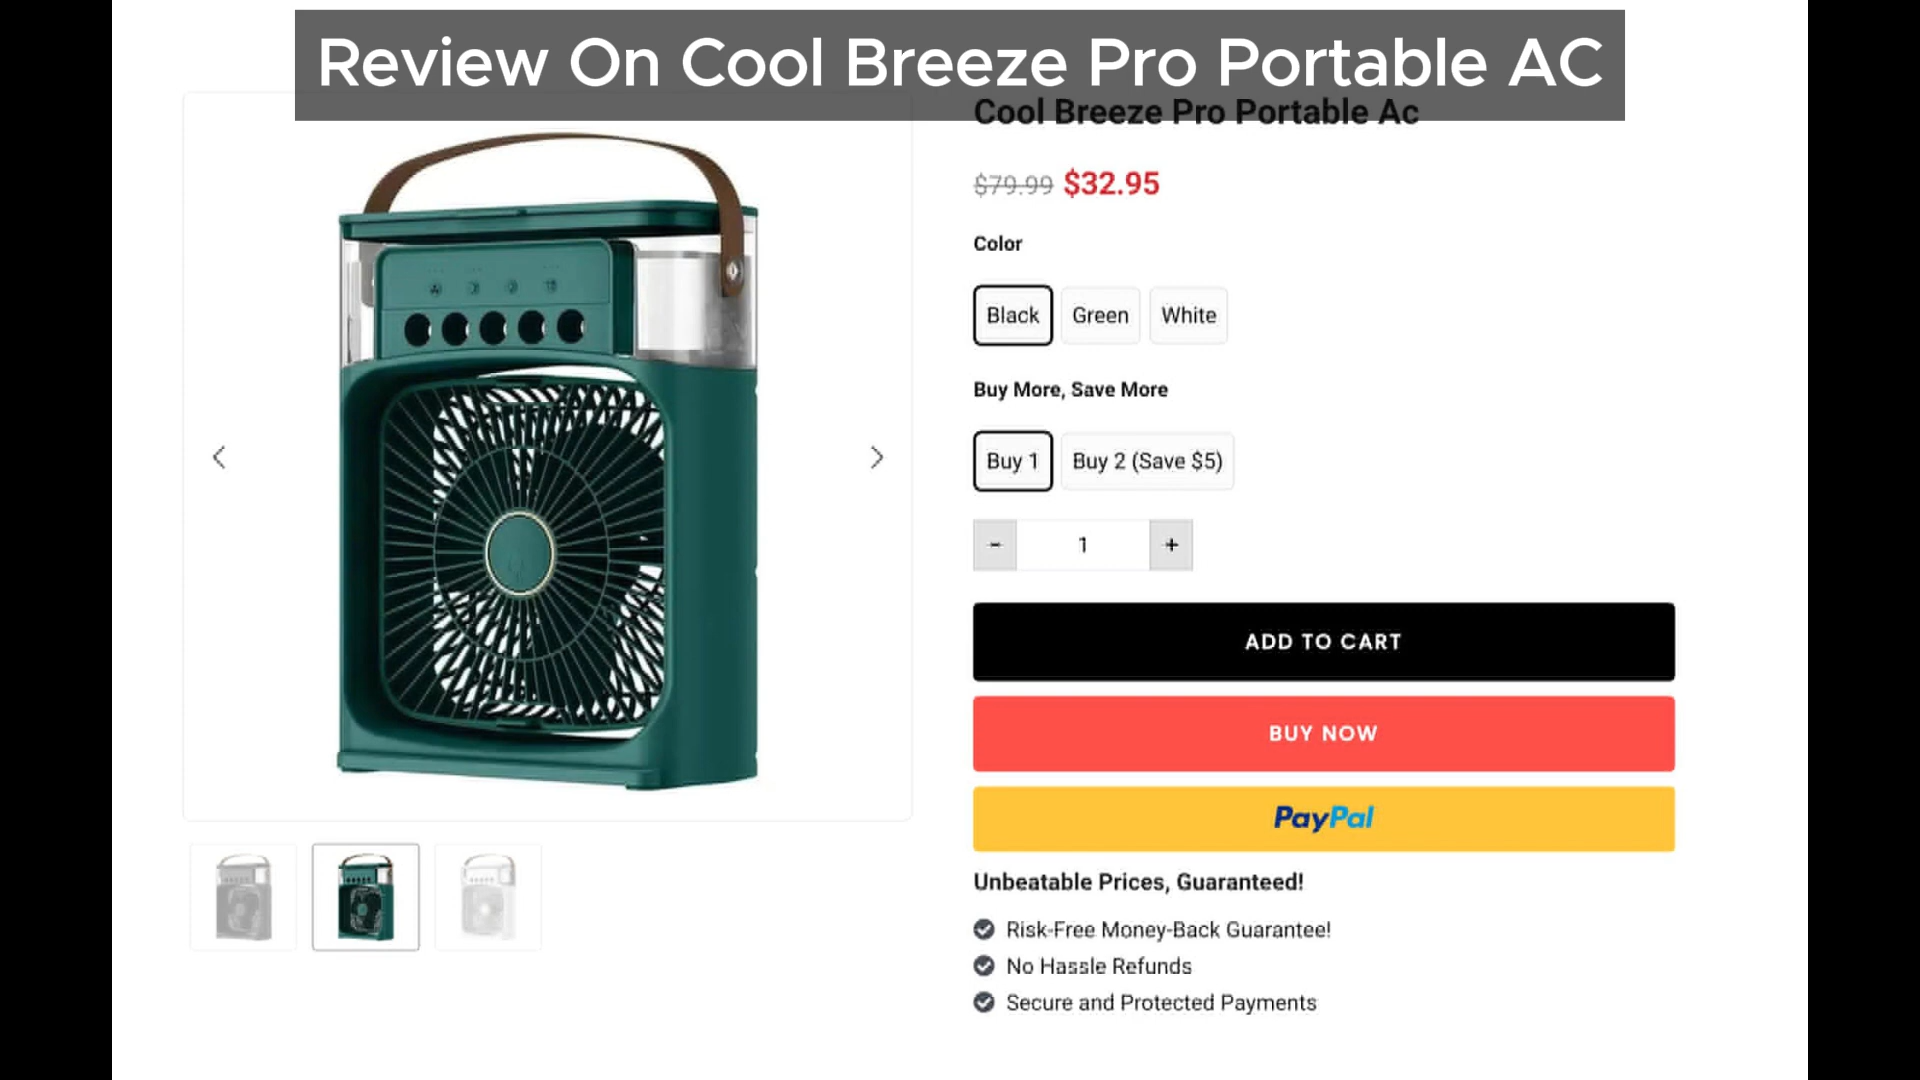 Review On Cool Breeze Pro Portable AC
Cool Breeze Pro Portable Ac
$79.99 $32.95
Color
Black Green White
Buy More, Save More
Buy 1 Buy 2 (Save $5)
- 1 +
ADD TO CART
BUY NOW
PayPal
Unbeatable Prices, Guaranteed!
Risk-Free Money-Back Guarantee!
No Hassle Refunds
Secure and Protected Payments